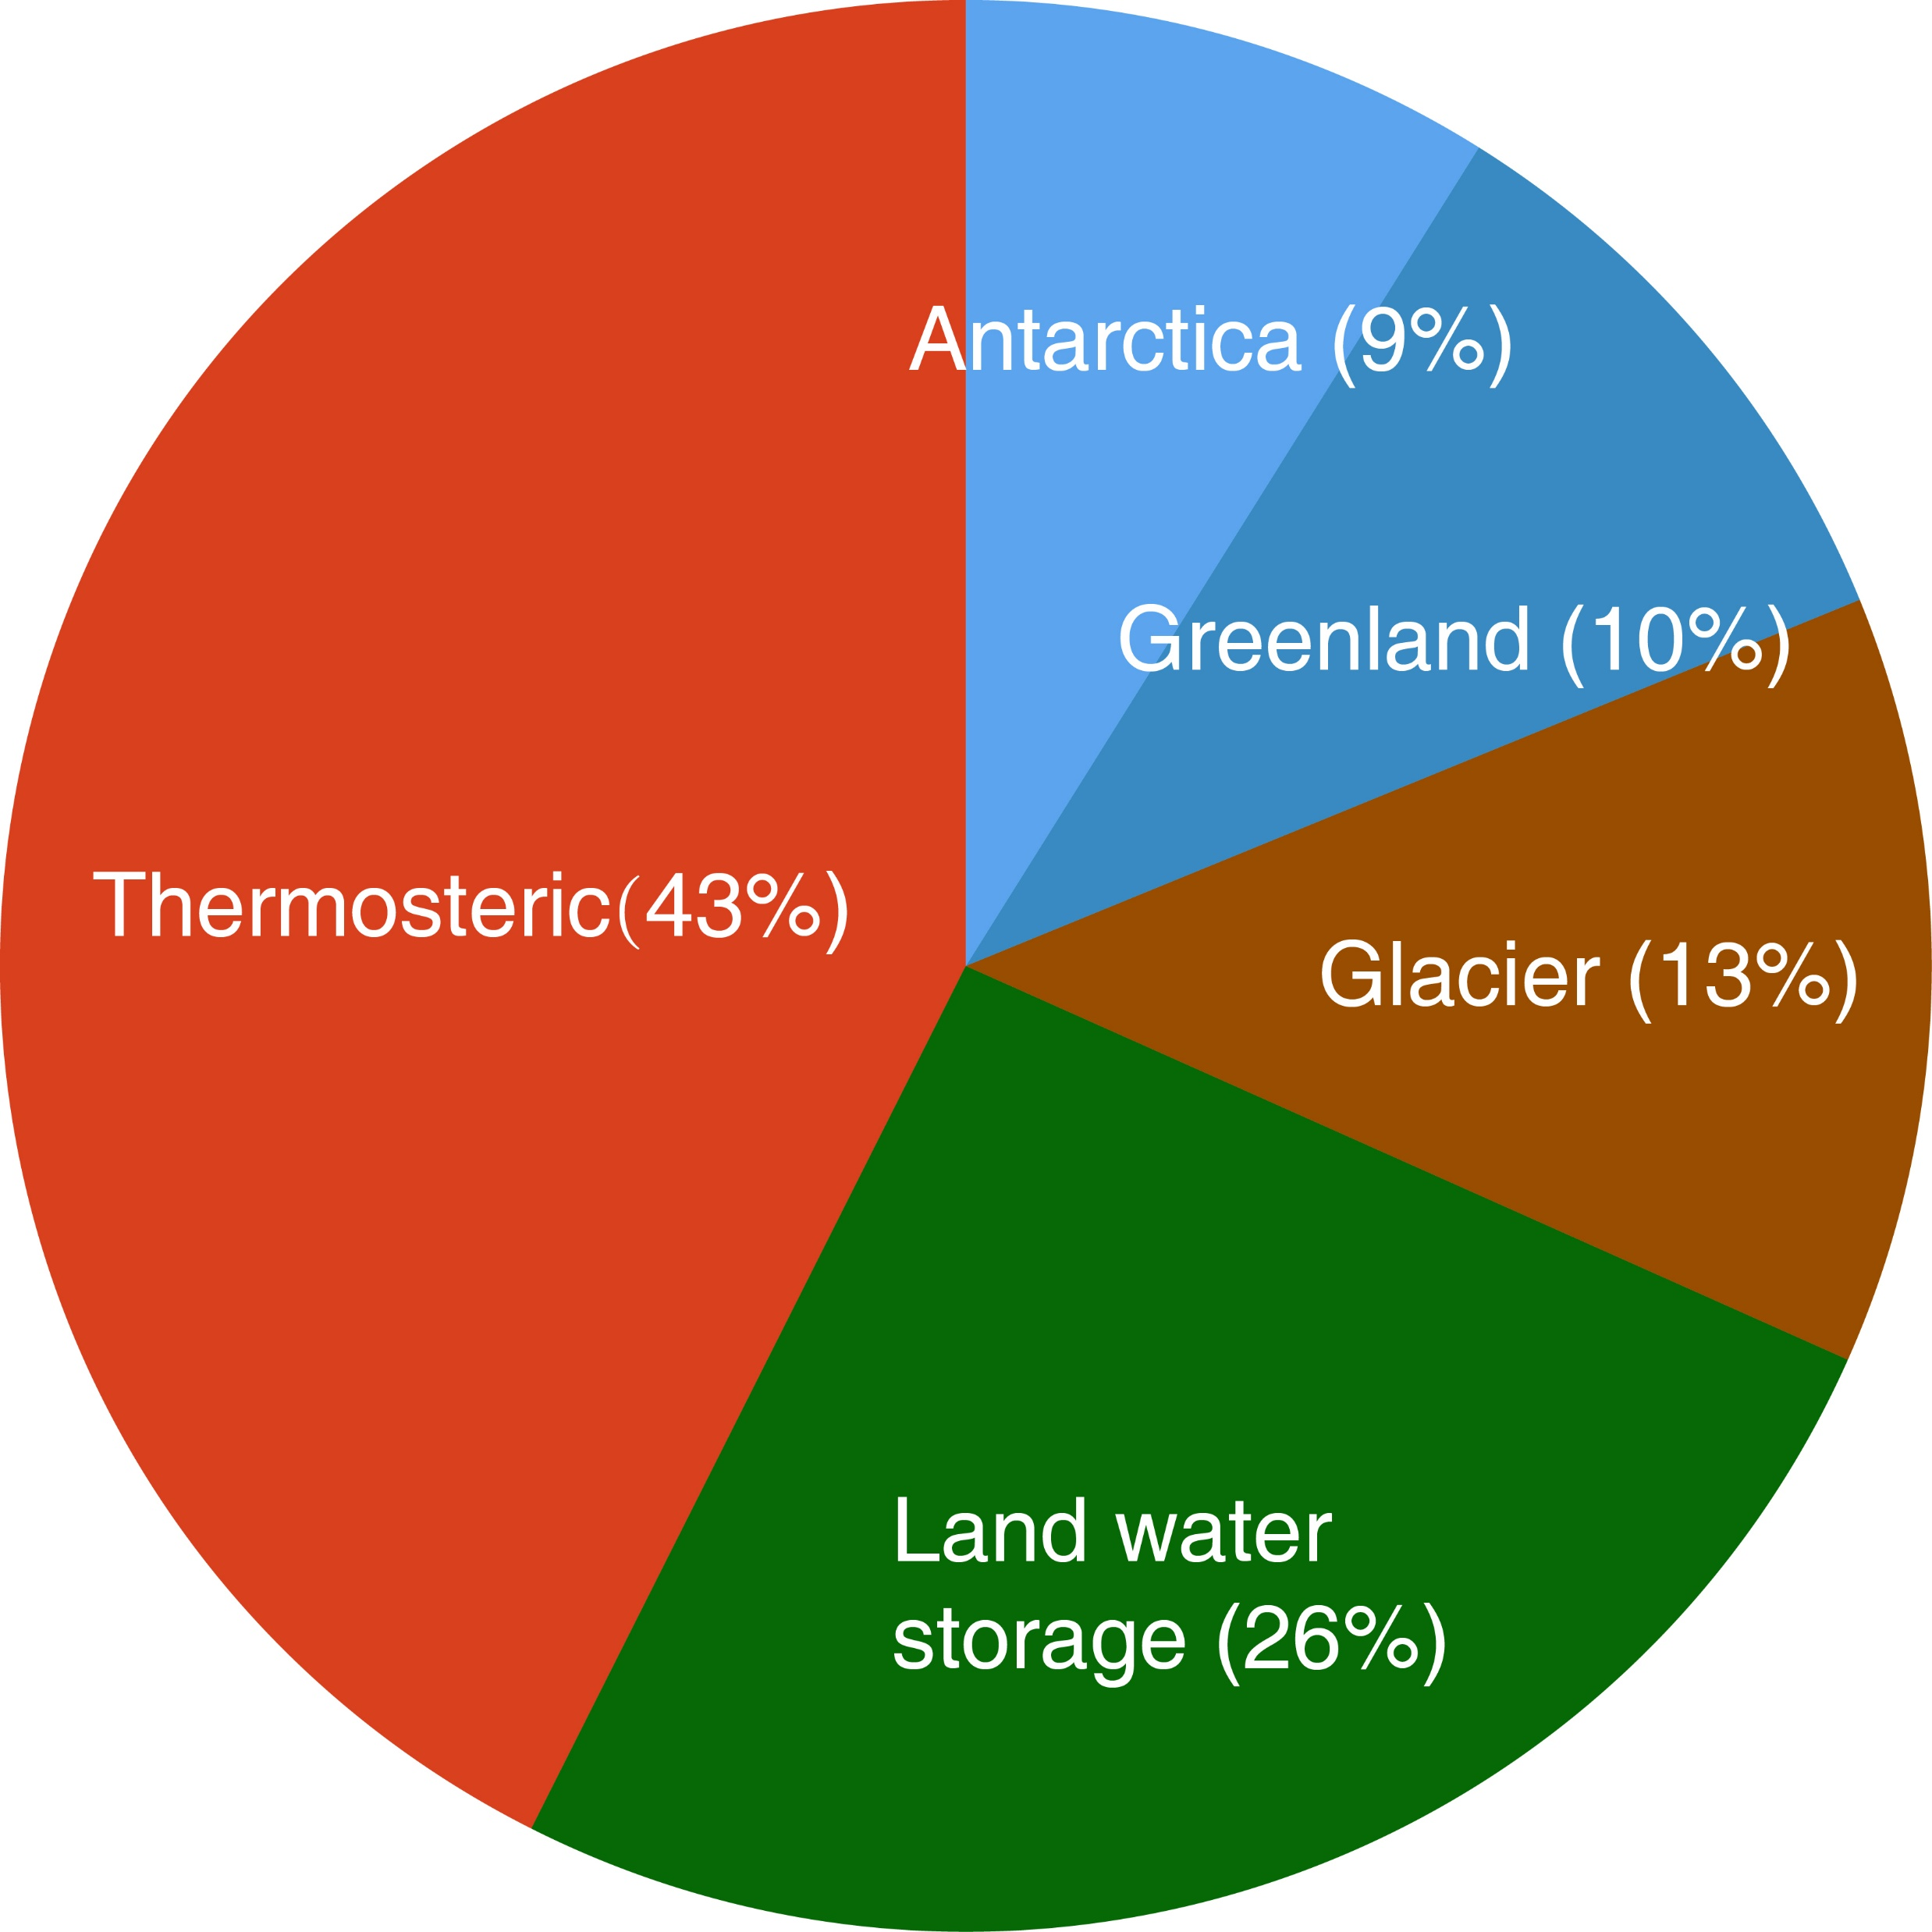 Antarctica (9%)
Greenland (10%)
Thermosteric(43%)
Glacier (13%)
Land water
storage (26%)